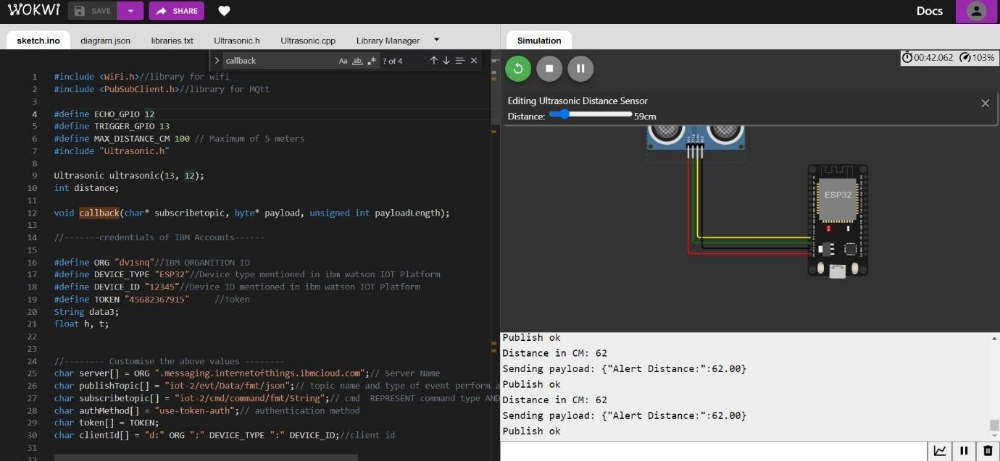 WOKWi
SAVE
SHARE
Docs
sketch.ino
diagram.json
libraries.txt
Ultrasonic.h
Ultrasonic.cpp
Library Manager
callback
Aa
ab
? of 4
1 #include <WiFi.h>//library for wifi
2 #include <PubSubClient.h>//library for MQtt
3
4 #define ECHO_GPIO 12
5 #define TRIGGER_GPIO 13
6 #define MAX_DISTANCE_CM 100 // Maximum of 5 meters
7 #include "Ultrasonic.h"
8
9 Ultrasonic ultrasonic(13, 12);
10 int distance;
11
12 void callback(char* subscribetopic, byte* payload, unsigned int payloadLength);
13
14 //-------credentials of IBM Accounts------
15
16 #define ORG "dv1snq"//IBM ORGANITION ID
17 #define DEVICE_TYPE "ESP32"//Device type mentioned in ibm watson IOT Platform
18 #define DEVICE_ID "12345"//Device ID mentioned in ibm watson IOT Platform
19 #define TOKEN "45682367915" //Token
20 String data3;
21 float h, t;
22
23
24 //-------- Customise the above values --------
25 char server[] = ORG ".messaging.internetofthings.ibmcloud.com";// Server Name
26 char publishTopic[] = "iot-2/evt/Data/fmt/json";// topic name and type of event perform a
27 char subscribetopic[] = "iot-2/cmd/command/fmt/String";// cmd REPRESENT command type AND
28 char authMethod[] = "use-token-auth";// authentication method
29 char token[] = TOKEN;
30 char clientId[] = "d:" ORG ":" DEVICE_TYPE ":" DEVICE_ID;//client id
31
32
Simulation
00:42.062
103%
Editing Ultrasonic Distance Sensor
Distance:
59cm
ESP32
Publish ok
Distance in CM: 62
Sending payload: {"Alert Distance:":62.00}
Publish ok
Distance in CM: 62
Sending payload: {"Alert Distance:":62.00}
Publish ok